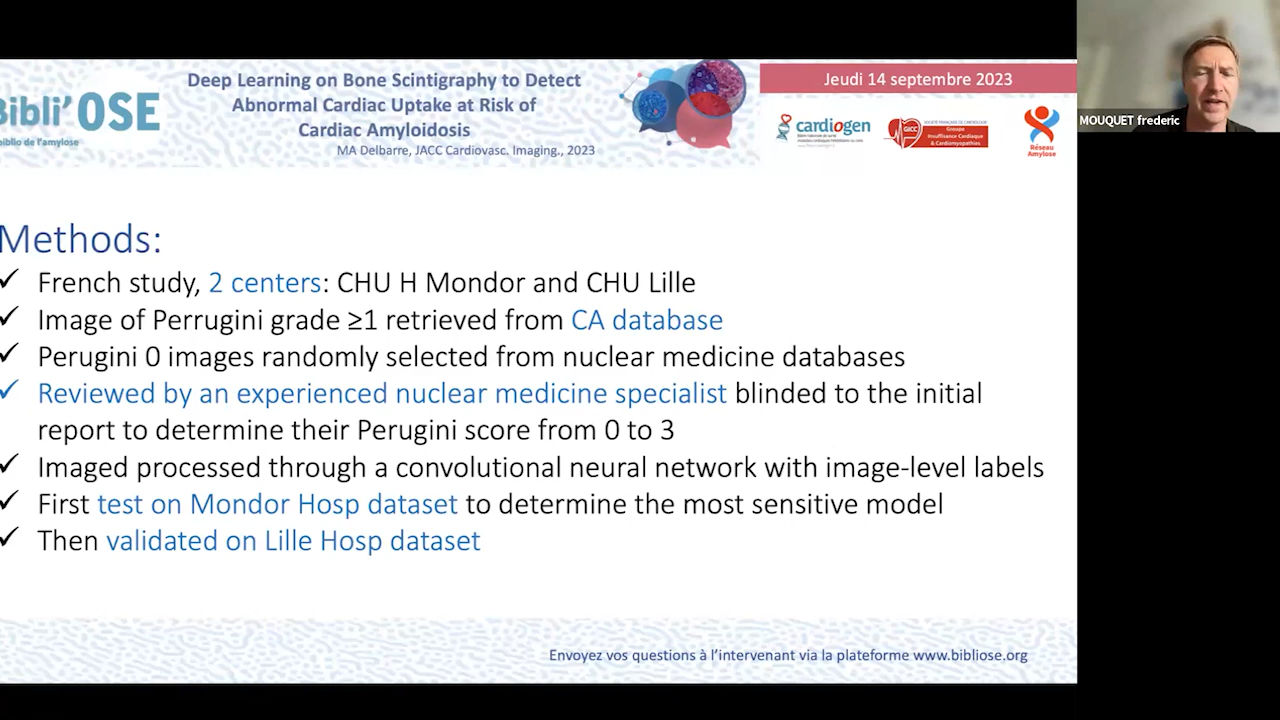 Bibli'OSE
biblio de l'amylose
Deep Learning on Bone Scintigraphy to Detect
Abnormal Cardiac Uptake at Risk of
Cardiac Amyloidosis
MA Delbarre, JACC Cardiovasc. Imaging., 2023
Jeudi 14 septembre 2023
cardiogen
SOCIÉTÉ FRANÇAISE DE CARDIOLOGIE
GICC
Groupe
Insuffisance Cardiaque
& Cardiomyopathies
Réseau
Amylose
MOUQUET frederic
Methods:
✓ French study, 2 centers: CHU H Mondor and CHU Lille
✓ Image of Perrugini grade ≥1 retrieved from CA database
✓ Perugini 0 images randomly selected from nuclear medicine databases
✓ Reviewed by an experienced nuclear medicine specialist blinded to the initial
report to determine their Perugini score from 0 to 3
✓ Imaged processed through a convolutional neural network with image-level labels
✓ First test on Mondor Hosp dataset to determine the most sensitive model
✓ Then validated on Lille Hosp dataset
Envoyez vos questions à l'intervenant via la plateforme www.bibliose.org